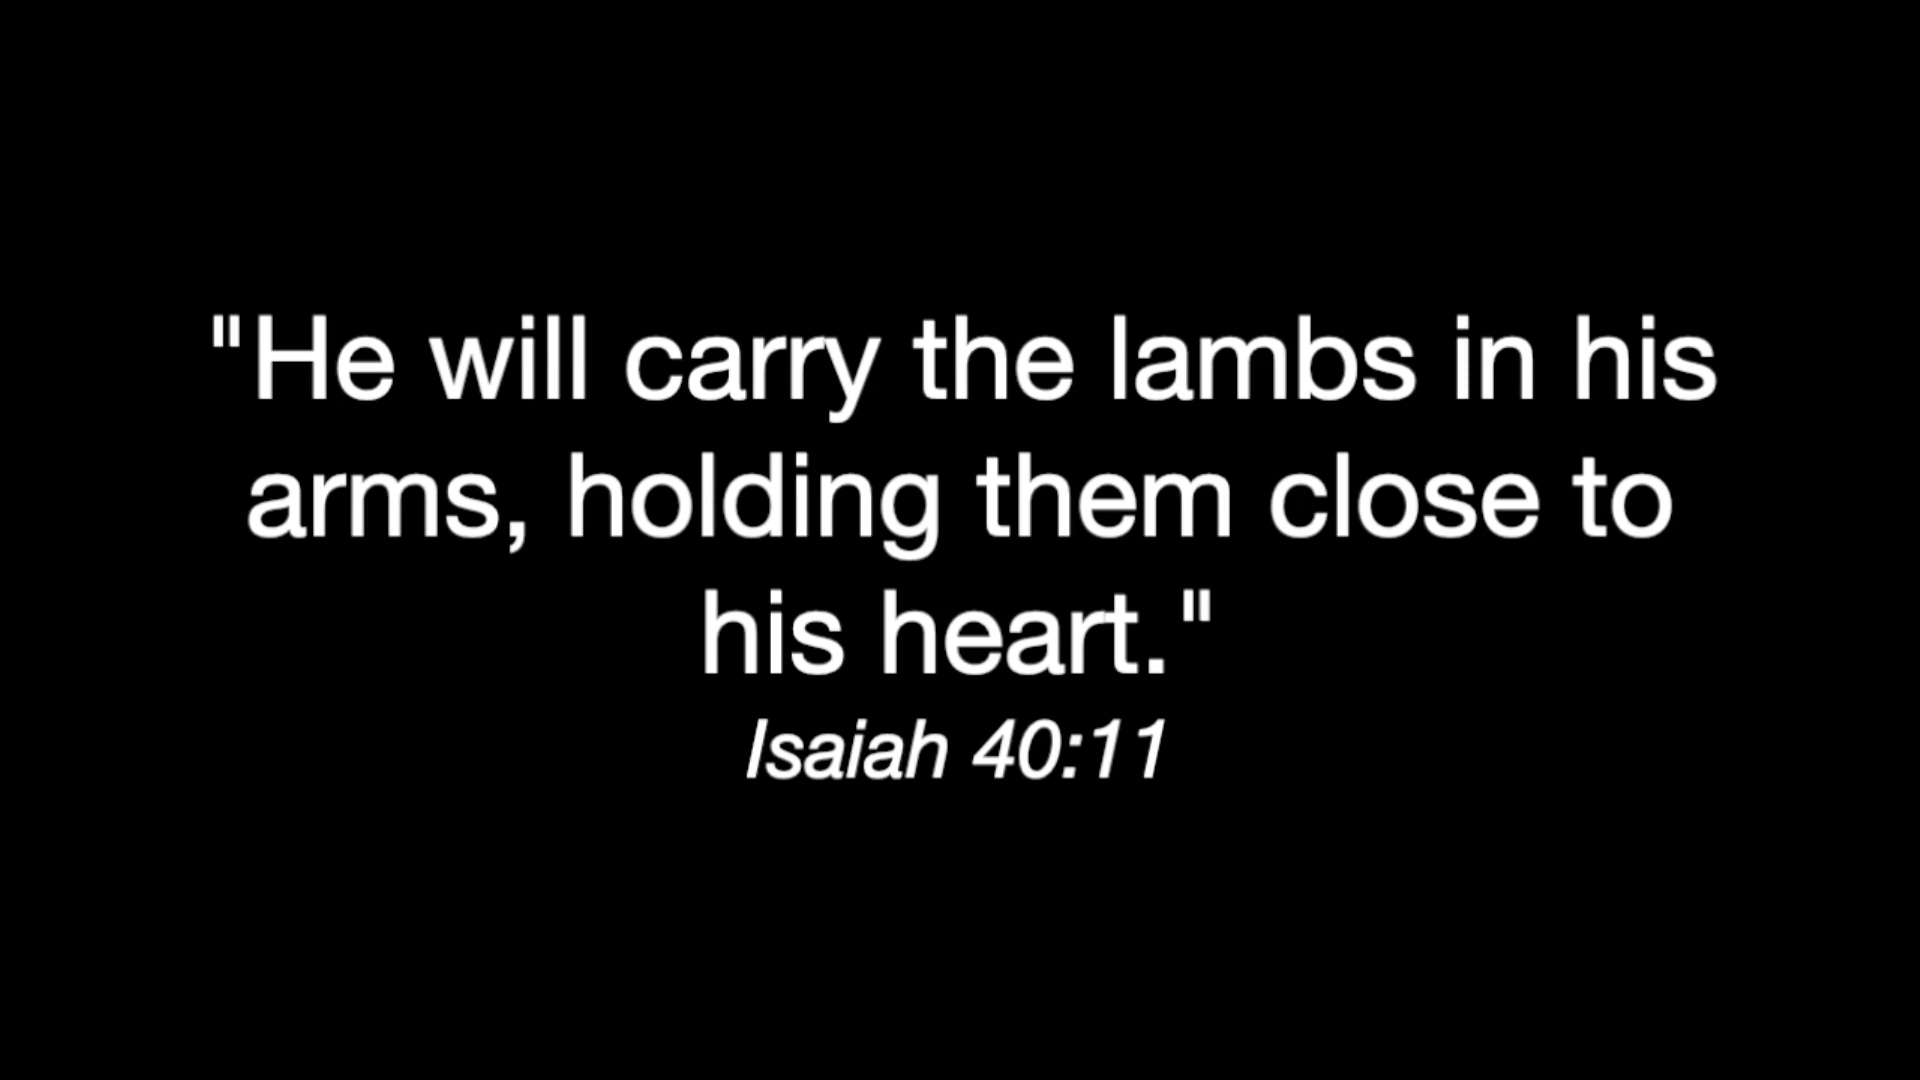 "He will carry the lambs in his
arms, holding them close to
his heart."
Isaiah 40:11